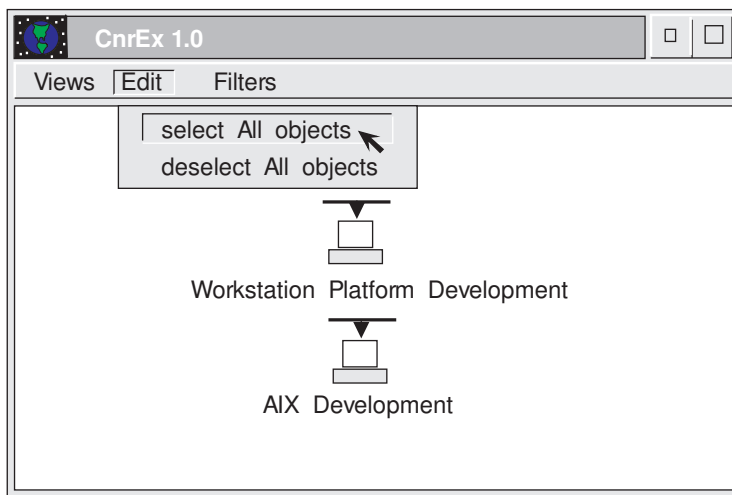 CnrEx 1.0
Views Edit Filters
select All objects
deselect All objects
Workstation Platform Development
AIX Development